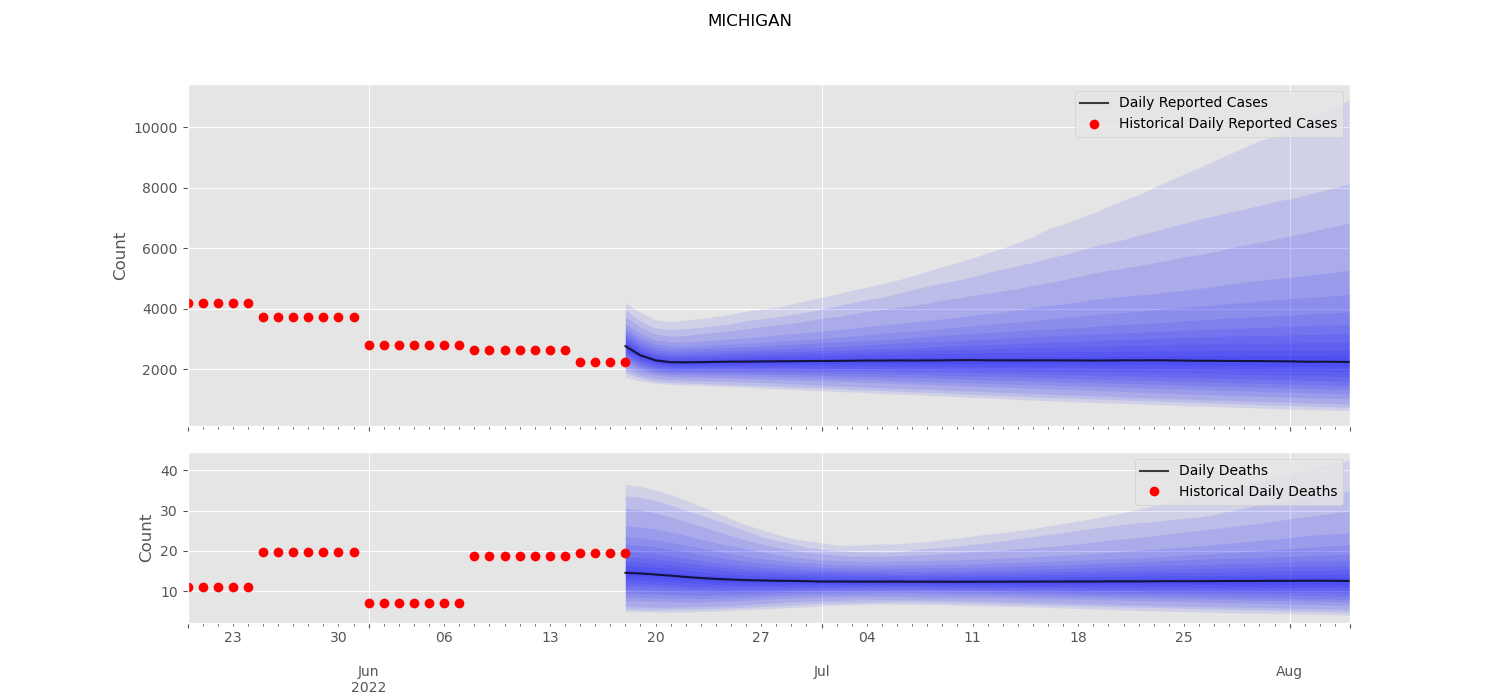 MICHIGAN
Daily Reported Cases
Historical Daily Reported Cases
10000
8000
6000
4000
2000
Count
Daily Deaths
Historical Daily Deaths
40
30
20
10
Count
23 30 06 13 20 27 04 11 18 25
Jun Jul Aug
2022